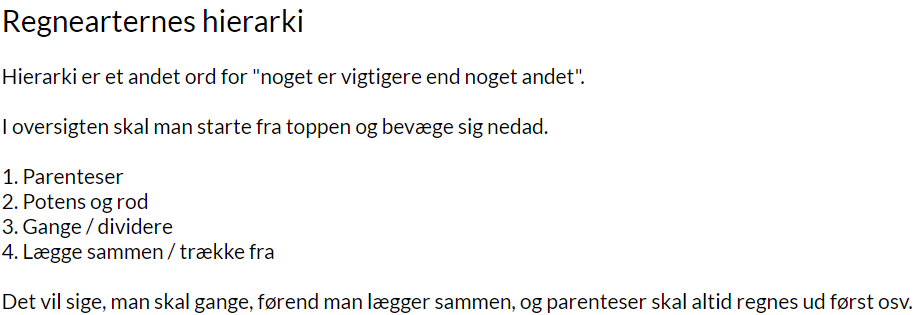 Regnearternes hierarki
Hierarki er et andet ord for "noget er vigtigere end noget andet".
I oversigten skal man starte fra toppen og bevæge sig nedad.
1. Parenteser
2. Potens og rod
3. Gange / dividere
4. Lægge sammen / trække fra
Det vil sige, man skal gange, førend man lægger sammen, og parenteser skal altid regnes ud først osv.